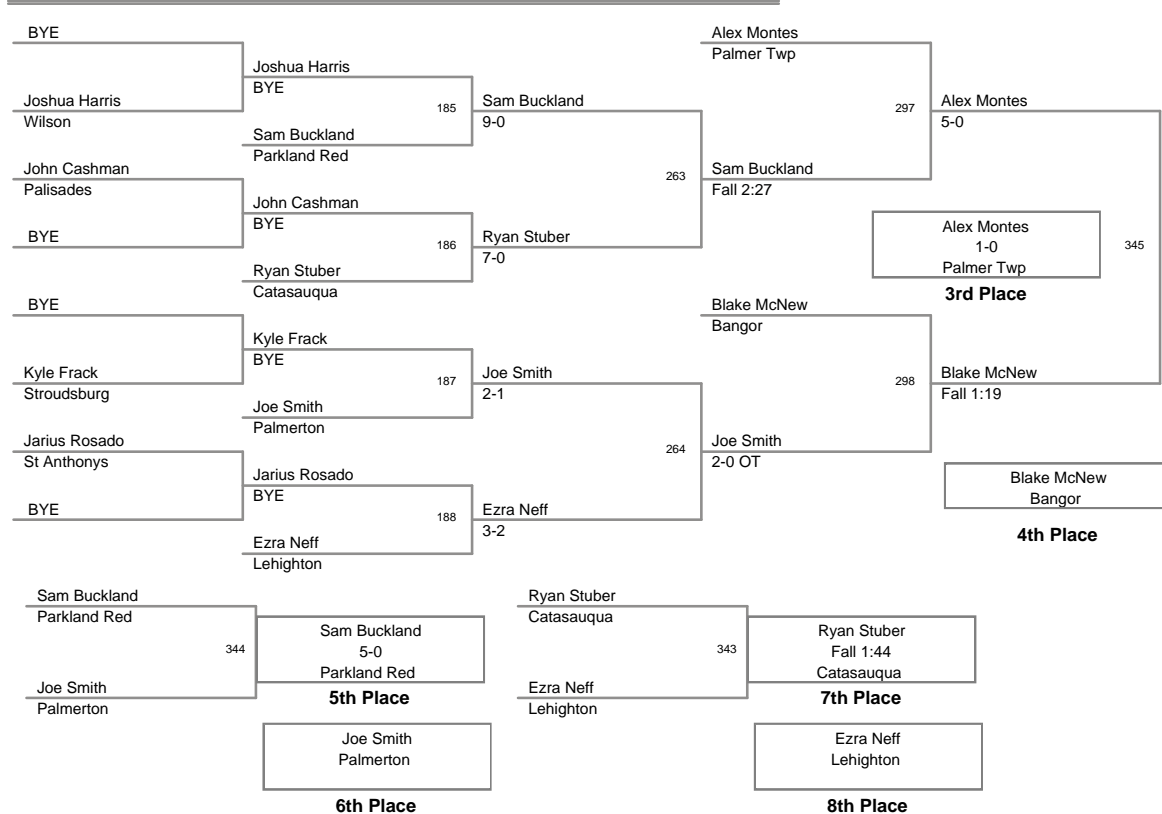 BYE
Alex Montes
Palmer Twp
Joshua Harris
BYE
Joshua Harris
Wilson
185
Sam Buckland
9-0
297
Alex Montes
5-0
Sam Buckland
Parkland Red
John Cashman
Palisades
263
Sam Buckland
Fall 2:27
John Cashman
BYE
BYE
186
Ryan Stuber
7-0
Alex Montes
1-0
Palmer Twp
345
3rd Place
Ryan Stuber
Catasauqua
BYE
Blake McNew
Bangor
Kyle Frack
BYE
Kyle Frack
Stroudsburg
187
Joe Smith
2-1
298
Blake McNew
Fall 1:19
Joe Smith
Palmerton
Jarius Rosado
St Anthonys
264
Joe Smith
2-0 OT
Jarius Rosado
BYE
BYE
188
Ezra Neff
3-2
Blake McNew
Bangor
4th Place
Ezra Neff
Lehighton
Sam Buckland
Parkland Red
344
Sam Buckland
5-0
Parkland Red
5th Place
Joe Smith
Palmerton
Joe Smith
Palmerton
6th Place
Ryan Stuber
Catasauqua
343
Ryan Stuber
Fall 1:44
Catasauqua
7th Place
Ezra Neff
Lehighton
Ezra Neff
Lehighton
8th Place